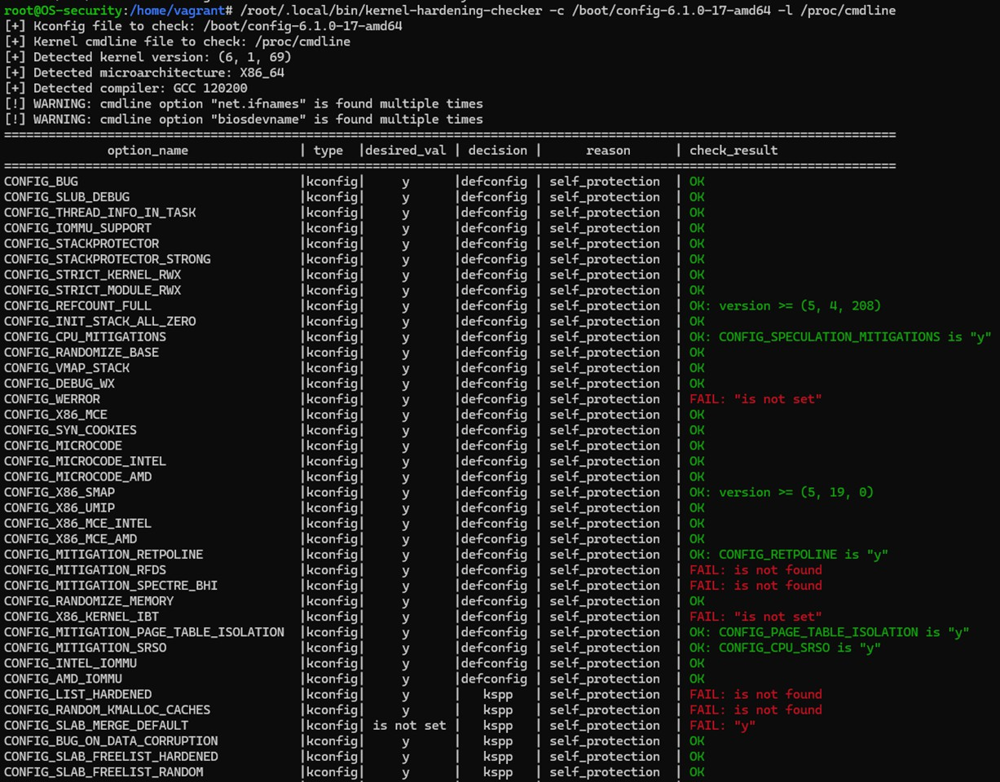 root@OS-security:/home/vagrant# /root/.local/bin/kernel-hardening-checker -c /boot/config-6.1.0-17-amd64 -l /proc/cmdline
[+] Kconfig file to check: /boot/config-6.1.0-17-amd64
[+] Kernel cmdline file to check: /proc/cmdline
[+] Detected kernel version: (6, 1, 69)
[+] Detected microarchitecture: X86_64
[+] Detected compiler: GCC 120200
[!] WARNING: cmdline option "net.ifnames" is found multiple times
[!] WARNING: cmdline option "biosdevname" is found multiple times
=========================================================================================================================
option_name | type |desired_val | decision | reason | check_result
=========================================================================================================================
CONFIG_BUG |kconfig| y |defconfig | self_protection | OK
CONFIG_SLUB_DEBUG |kconfig| y |defconfig | self_protection | OK
CONFIG_THREAD_INFO_IN_TASK |kconfig| y |defconfig | self_protection | OK
CONFIG_IOMMU_SUPPORT |kconfig| y |defconfig | self_protection | OK
CONFIG_STACKPROTECTOR |kconfig| y |defconfig | self_protection | OK
CONFIG_STACKPROTECTOR_STRONG |kconfig| y |defconfig | self_protection | OK
CONFIG_STRICT_KERNEL_RWX |kconfig| y |defconfig | self_protection | OK
CONFIG_STRICT_MODULE_RWX |kconfig| y |defconfig | self_protection | OK
CONFIG_REFCOUNT_FULL |kconfig| y |defconfig | self_protection | OK: version >= (5, 4, 208)
CONFIG_INIT_STACK_ALL_ZERO |kconfig| y |defconfig | self_protection | OK
CONFIG_CPU_MITIGATIONS |kconfig| y |defconfig | self_protection | OK: CONFIG_SPECULATION_MITIGATIONS is "y"
CONFIG_RANDOMIZE_BASE |kconfig| y |defconfig | self_protection | OK
CONFIG_VMAP_STACK |kconfig| y |defconfig | self_protection | OK
CONFIG_DEBUG_WX |kconfig| y |defconfig | self_protection | OK
CONFIG_WERROR |kconfig| y |defconfig | self_protection | FAIL: "is not set"
CONFIG_X86_MCE |kconfig| y |defconfig | self_protection | OK
CONFIG_SYN_COOKIES |kconfig| y |defconfig | self_protection | OK
CONFIG_MICROCODE |kconfig| y |defconfig | self_protection | OK
CONFIG_MICROCODE_INTEL |kconfig| y |defconfig | self_protection | OK
CONFIG_MICROCODE_AMD |kconfig| y |defconfig | self_protection | OK
CONFIG_X86_SMAP |kconfig| y |defconfig | self_protection | OK: version >= (5, 19, 0)
CONFIG_X86_UMIP |kconfig| y |defconfig | self_protection | OK
CONFIG_X86_MCE_INTEL |kconfig| y |defconfig | self_protection | OK
CONFIG_X86_MCE_AMD |kconfig| y |defconfig | self_protection | OK
CONFIG_MITIGATION_RETPOLINE |kconfig| y |defconfig | self_protection | OK: CONFIG_RETPOLINE is "y"
CONFIG_MITIGATION_RFDS |kconfig| y |defconfig | self_protection | FAIL: is not found
CONFIG_MITIGATION_SPECTRE_BHI |kconfig| y |defconfig | self_protection | FAIL: is not found
CONFIG_RANDOMIZE_MEMORY |kconfig| y |defconfig | self_protection | OK
CONFIG_X86_KERNEL_IBT |kconfig| y |defconfig | self_protection | FAIL: "is not set"
CONFIG_MITIGATION_PAGE_TABLE_ISOLATION |kconfig| y |defconfig | self_protection | OK: CONFIG_PAGE_TABLE_ISOLATION is "y"
CONFIG_MITIGATION_SRSO |kconfig| y |defconfig | self_protection | OK: CONFIG_CPU_SRSO is "y"
CONFIG_INTEL_IOMMU |kconfig| y |defconfig | self_protection | OK
CONFIG_AMD_IOMMU |kconfig| y |defconfig | self_protection | OK
CONFIG_LIST_HARDENED |kconfig| y | kspp | self_protection | FAIL: is not found
CONFIG_RANDOM_KMALLOC_CACHES |kconfig| y | kspp | self_protection | FAIL: is not found
CONFIG_SLAB_MERGE_DEFAULT |kconfig| is not set | kspp | self_protection | FAIL: "y"
CONFIG_BUG_ON_DATA_CORRUPTION |kconfig| y | kspp | self_protection | OK
CONFIG_SLAB_FREELIST_HARDENED |kconfig| y | kspp | self_protection | OK
CONFIG_SLAB_FREELIST_RANDOM |kconfig| y | kspp | self_protection | OK